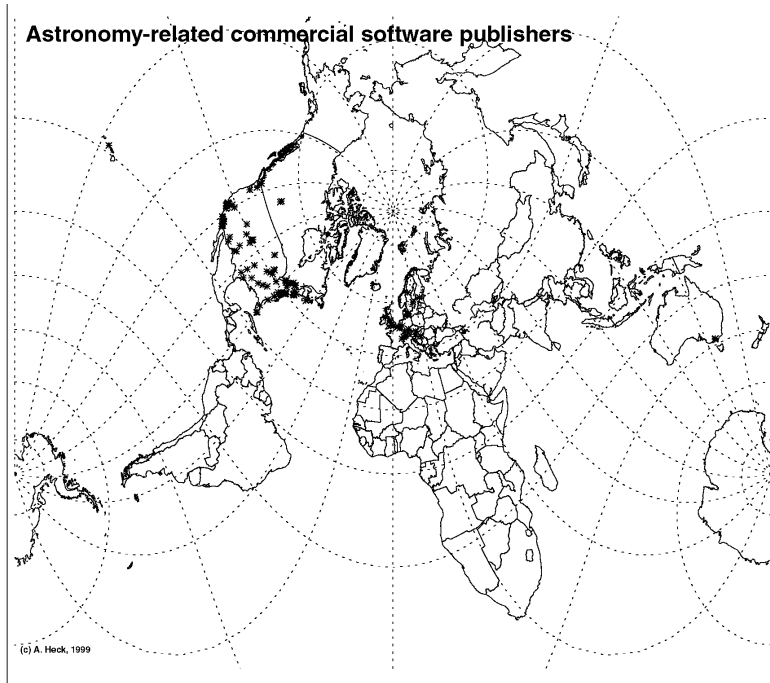 Astronomy-related commercial software publishers
(c) A. Heck, 1999